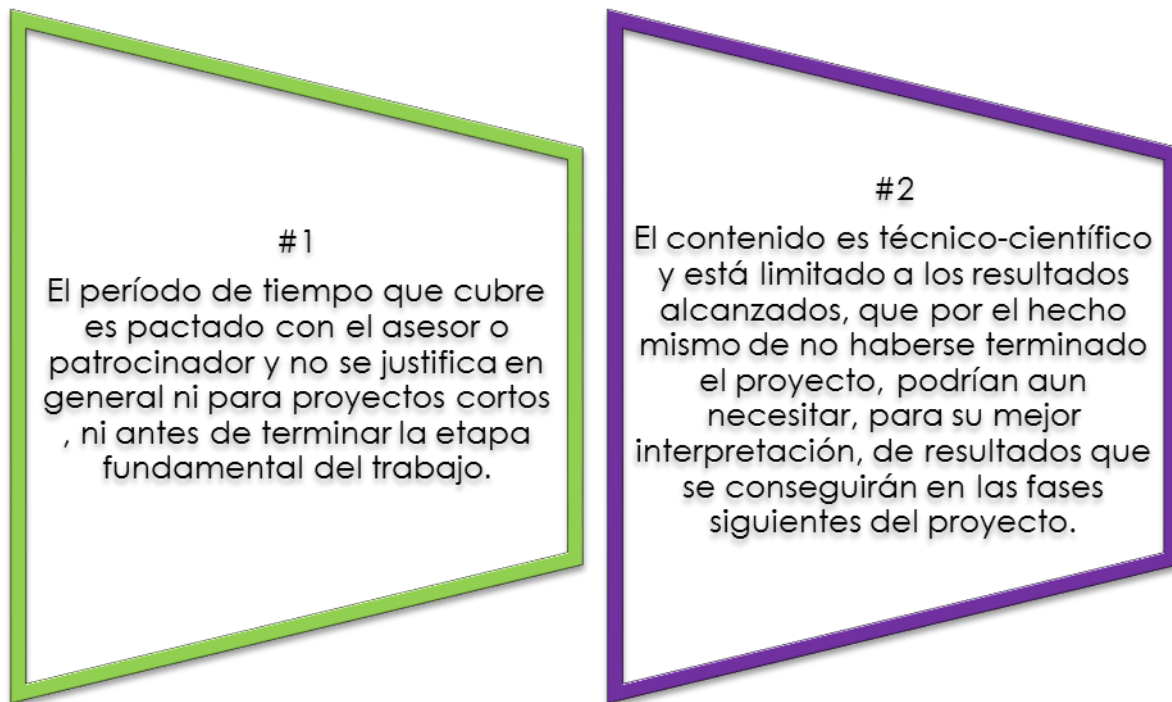 #1
El período de tiempo que cubre
es pactado con el asesor o
patrocinador y no se justifica en
general ni para proyectos cortos
, ni antes de terminar la etapa
fundamental del trabajo.
#2
El contenido es técnico-científico
y está limitado a los resultados
alcanzados, que por el hecho
mismo de no haberse terminado
el proyecto, podrían aun
necesitar, para su mejor
interpretación, de resultados que
se conseguirán en las fases
siguientes del proyecto.